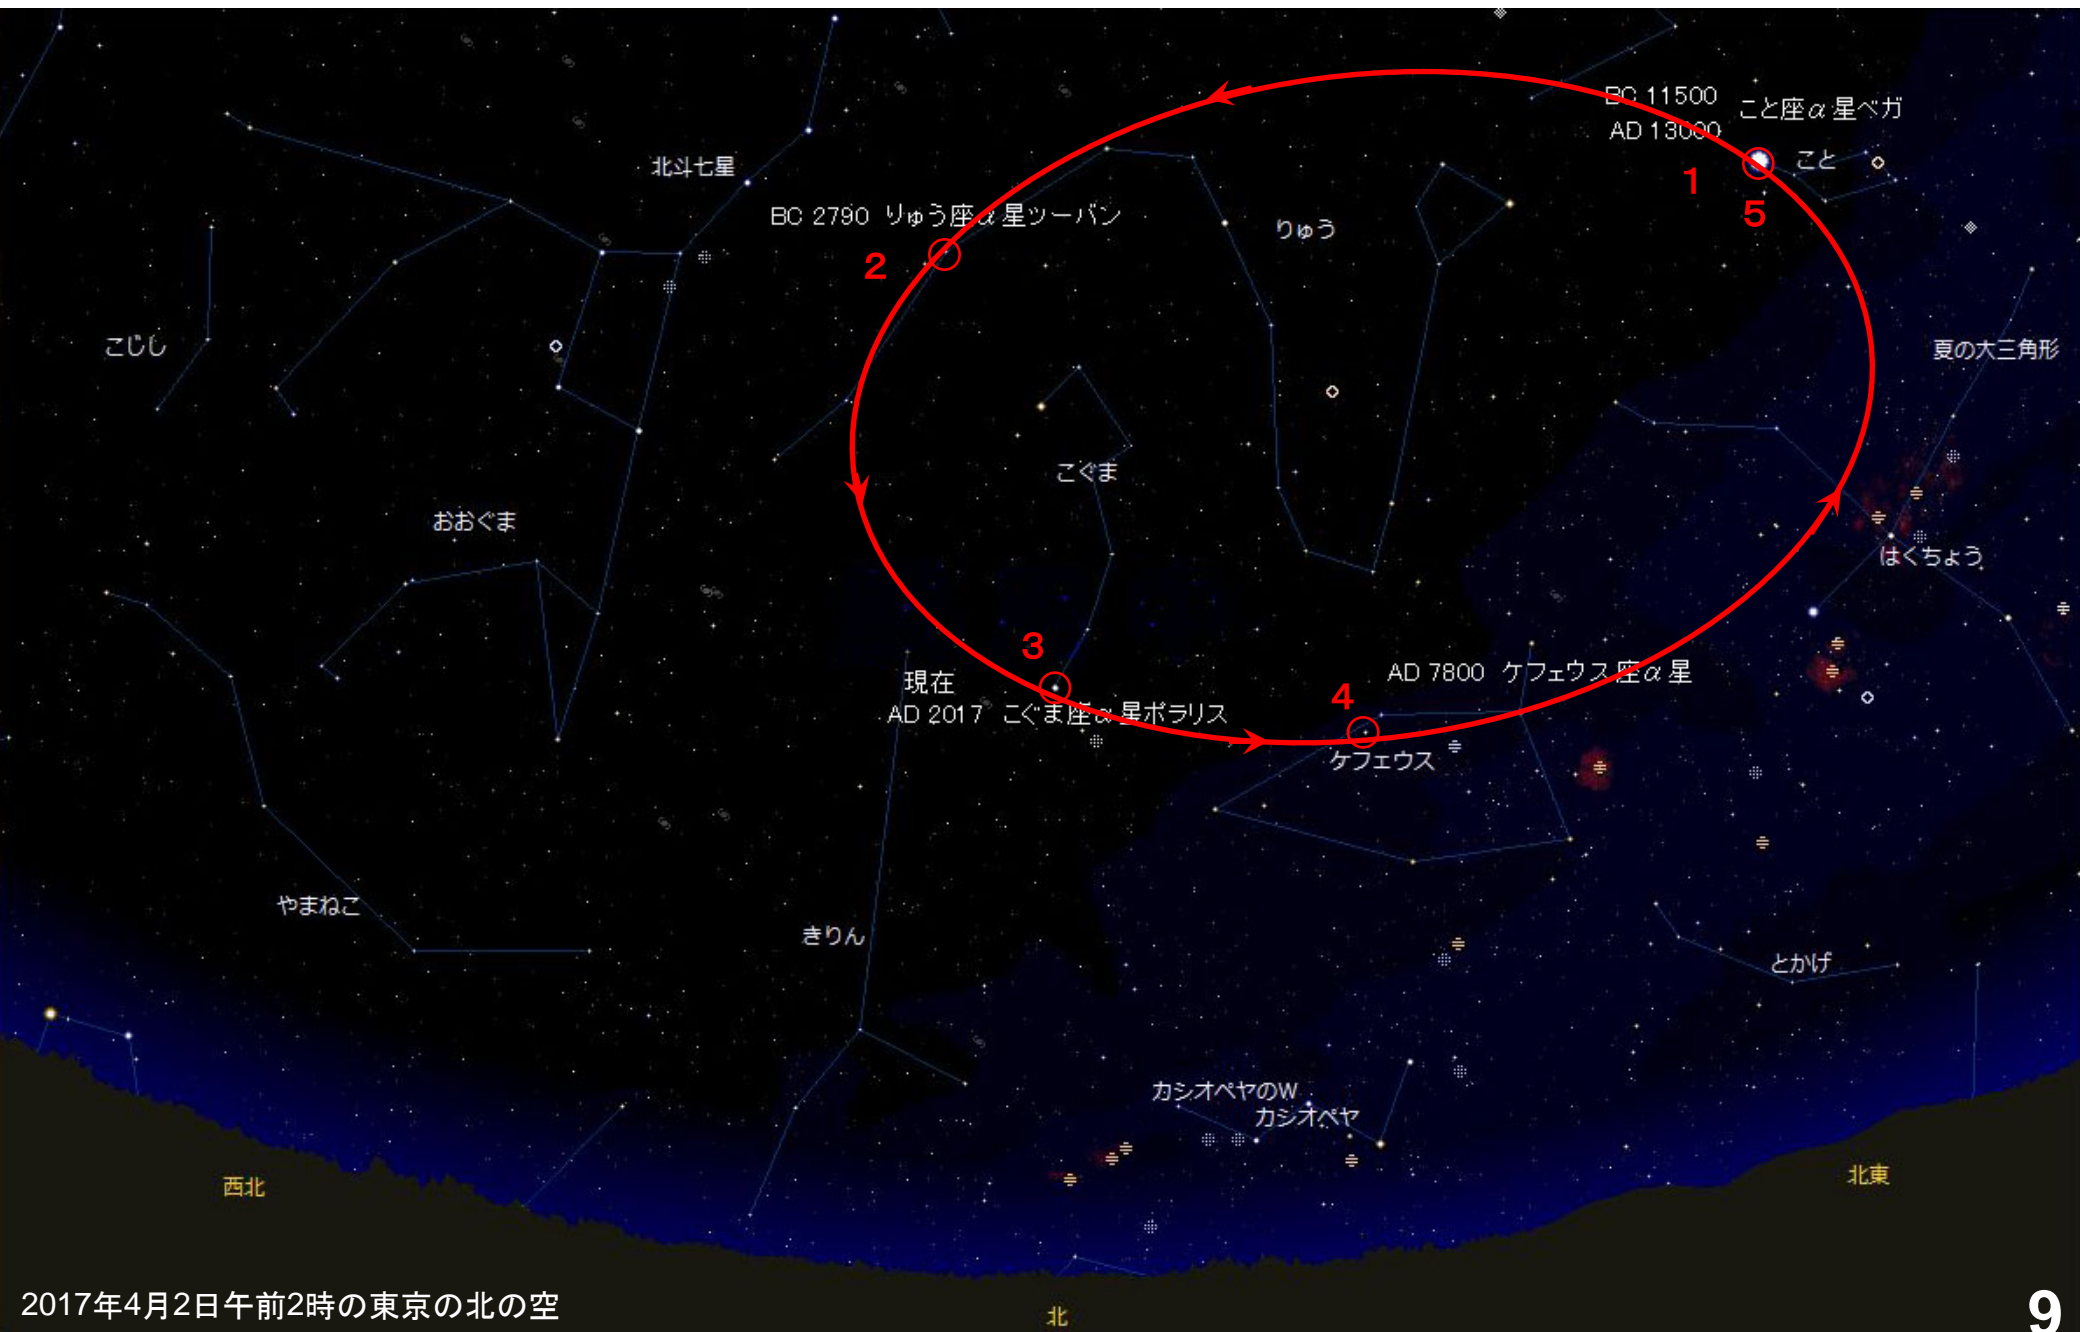 BC 11500
AD 13000
こと座α星ベガ
こと
1
5
北斗七星
BC 2790 りゅう座α星ツーバン
2
りゅう
こじし
夏の大三角形
こぐま
おおぐま
はくちょう
3
現在
AD 2017 こぐま座α星ポラリス
4
AD 7800 ケフェウス座α星
ケフェウス
やまねこ
きりん
とかげ
カシオペヤのW
カシオペヤ
西北
北東
2017年4月2日午前2時の東京の北の空
北
9